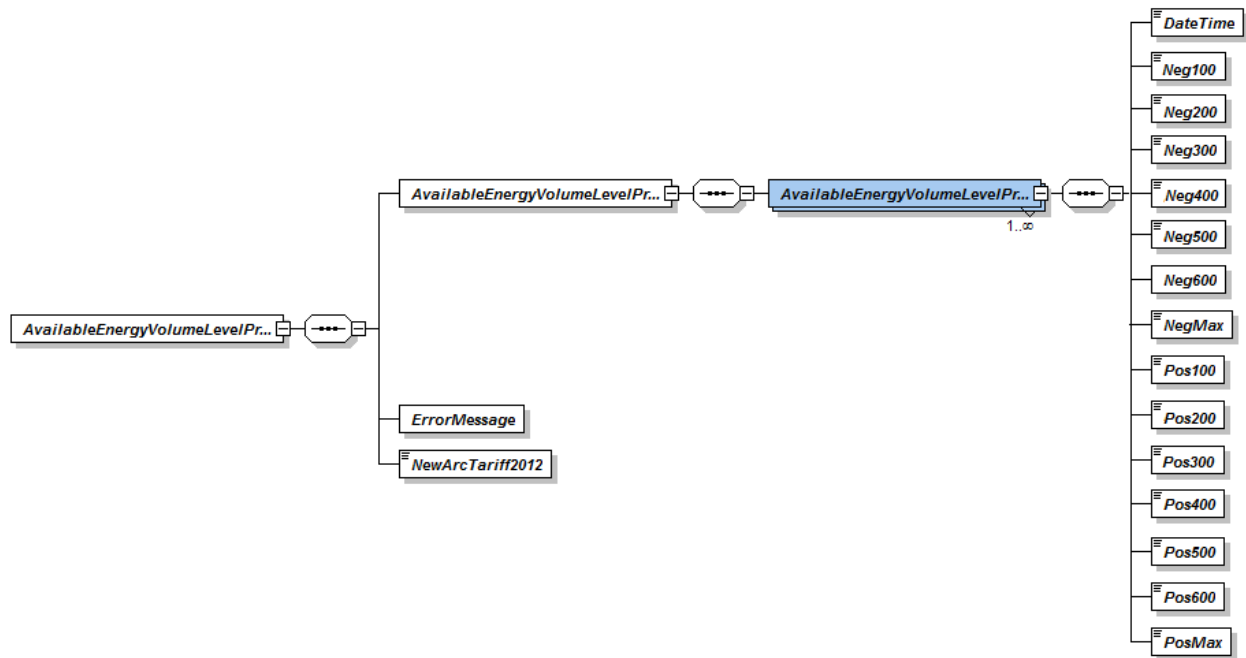 DateTime
Neg100
Neg200
Neg300
AvailableEnergyVolumeLevelPr...
AvailableEnergyVolumeLevelPr...
Neg400
1..∞
Neg500
Neg600
AvailableEnergyVolumeLevelPr...
NegMax
Pos100
ErrorMessage
Pos200
NewArcTariff2012
Pos300
Pos400
Pos500
Pos600
PosMax